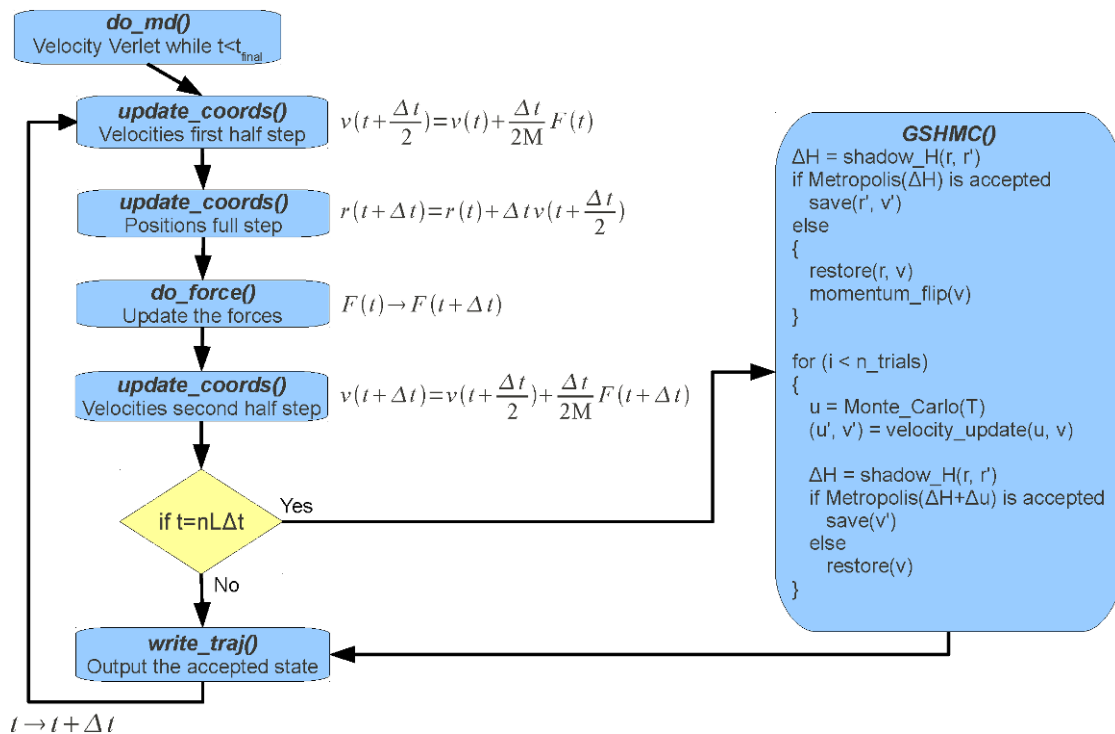 do_md()
Velocity Verlet while t<t_final
update_coords()
Velocities first half step
v(t+Δt/2)=v(t)+Δt/2M F(t)
update_coords()
Positions full step
r(t+Δt)=r(t)+Δt v(t+Δt/2)
do_force()
Update the forces
F(t)→F(t+Δt)
update_coords()
Velocities second half step
v(t+Δt)=v(t+Δt/2)+Δt/2M F(t+Δt)
if t=nLΔt
Yes
No
write_traj()
Output the accepted state
t→t+Δt
GSHMC()
ΔH = shadow_H(r, r')
if Metropolis(ΔH) is accepted
save(r', v')
else
{
restore(r, v)
momentum_flip(v)
}
for (i < n_trials)
{
u = Monte_Carlo(T)
(u', v') = velocity_update(u, v)
ΔH = shadow_H(r, r')
if Metropolis(ΔH+Δu) is accepted
save(v')
else
restore(v)
}